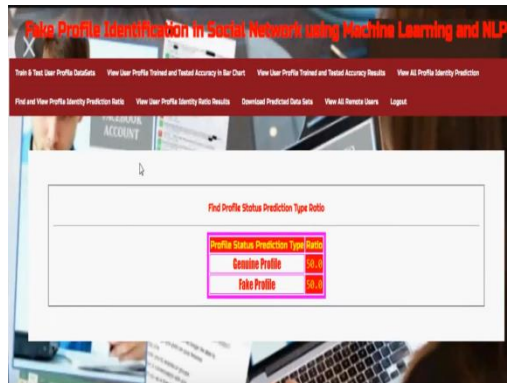 Fake Profile Identification in Social Network using Machine Learning and NLP
Train & Test User Profile DataSets View User Profile Trained and Tested Accuracy in Bar Chart View User Profile Trained and Tested Accuracy Results View All Profile Identity Prediction
Find and View Profile Identity Prediction Ratio View User Profile Identity Ratio Results Download Predicted Data Sets View All Remote Users Logout
FACEBOOK
ACCOUNT
Find Profile Status Prediction Type Ratio
Profile Status Prediction Type Ratio
Genuine Profile 50.0
Fake Profile 50.0